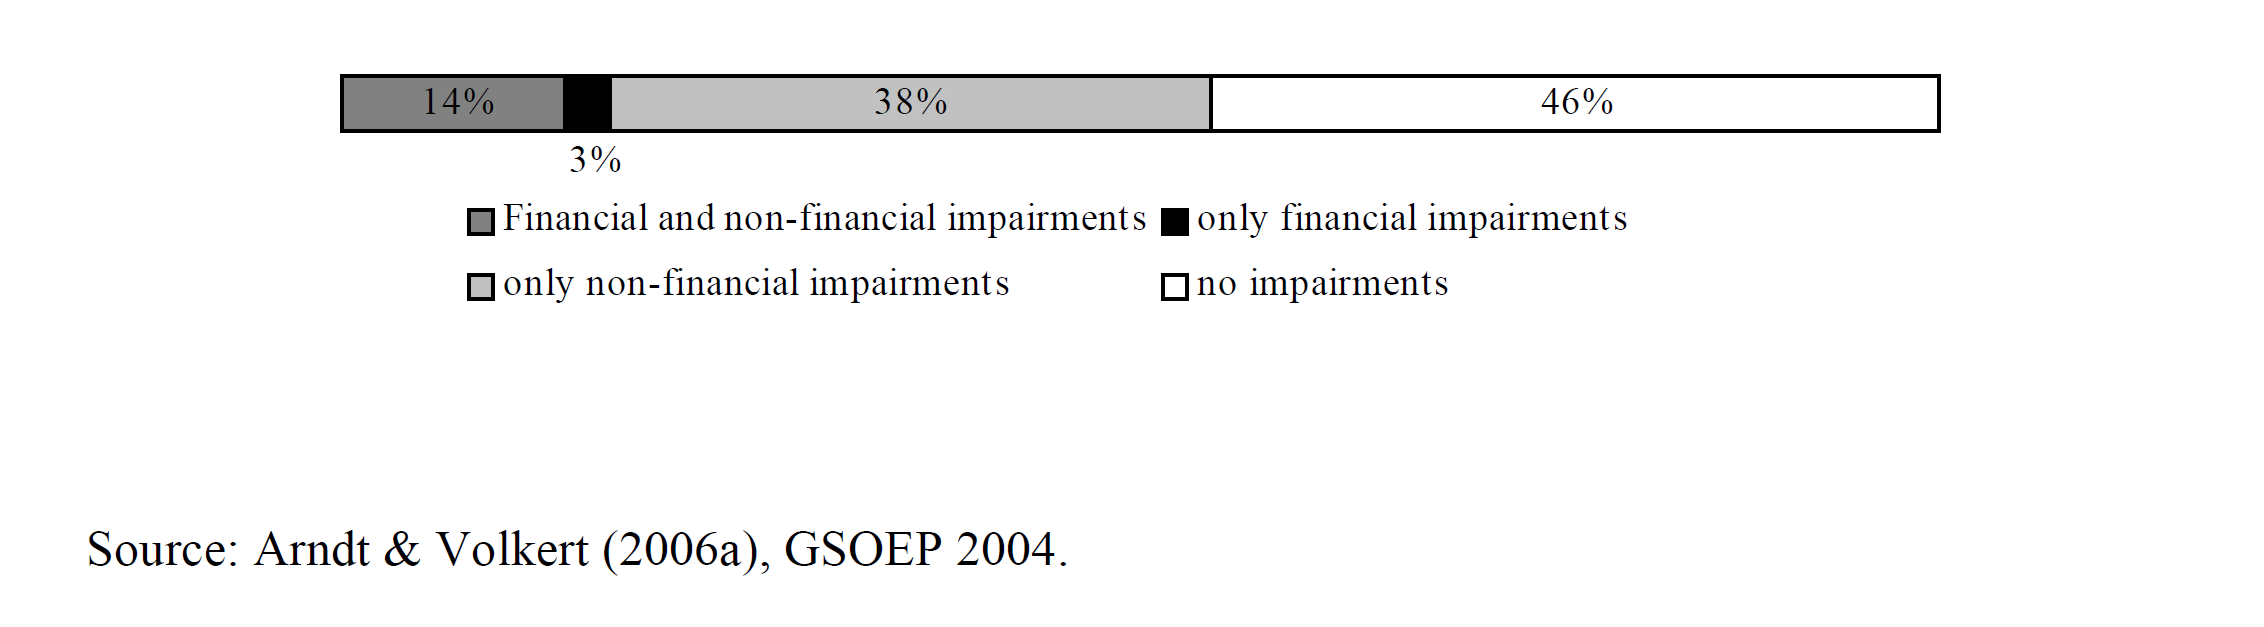 14% 38% 46%
3%
Financial and non-financial impairments only financial impairments
only non-financial impairments no impairments
Source: Arndt & Volkert (2006a), GSOEP 2004.